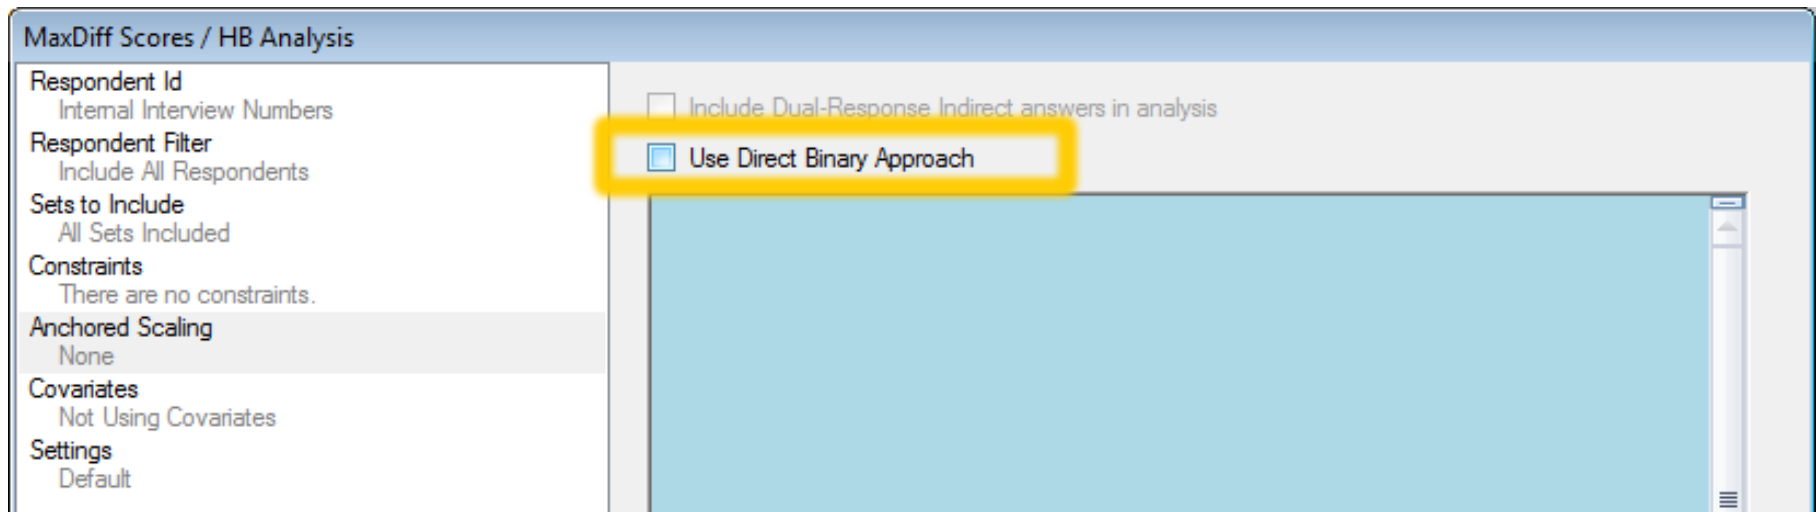 MaxDiff Scores / HB Analysis
Respondent Id
Internal Interview Numbers
Respondent Filter
Include All Respondents
Sets to Include
All Sets Included
Constraints
There are no constraints.
Anchored Scaling
None
Covariates
Not Using Covariates
Settings
Default
Include Dual-Response Indirect answers in analysis
Use Direct Binary Approach